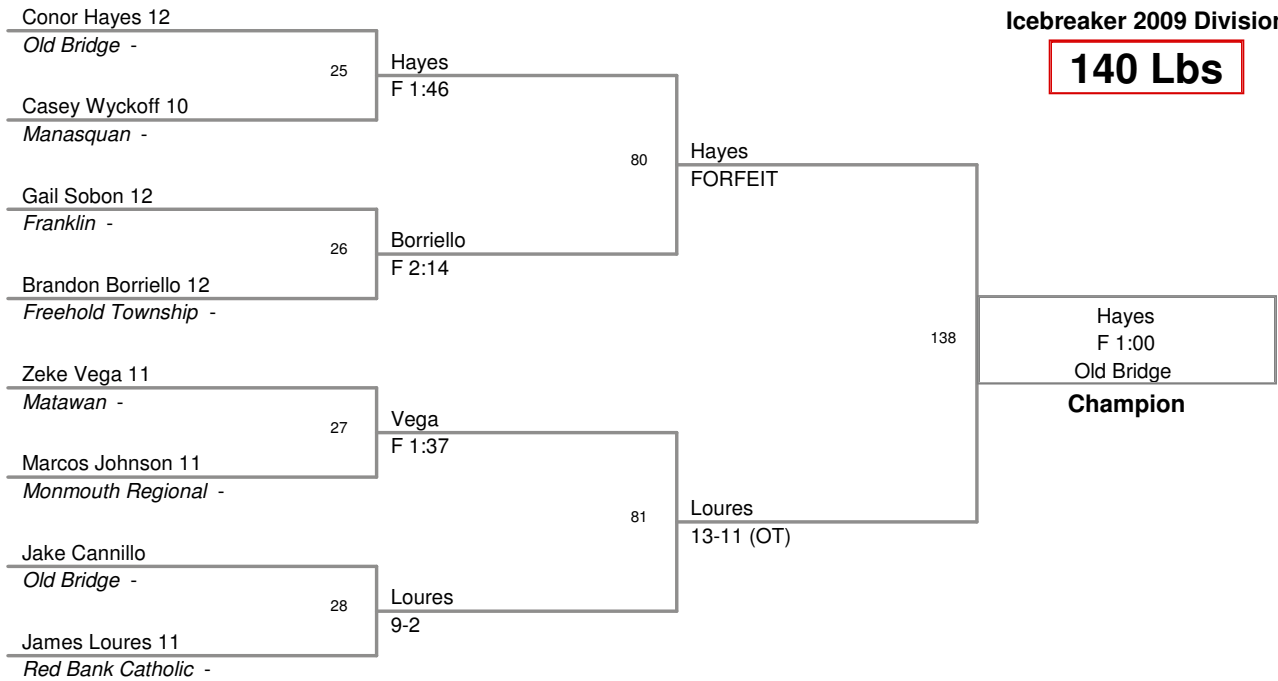 Icebreaker 2009 Division
140 Lbs
Conor Hayes 12
Old Bridge -
25
Hayes
F 1:46
Casey Wyckoff 10
Manasquan -
80
Hayes
FORFEIT
Gail Sobon 12
Franklin -
26
Borriello
F 2:14
Brandon Borriello 12
Freehold Township -
138
Hayes
F 1:00
Old Bridge
Champion
Zeke Vega 11
Matawan -
27
Vega
F 1:37
Marcos Johnson 11
Monmouth Regional -
81
Loures
13-11 (OT)
Jake Cannillo
Old Bridge -
28
Loures
9-2
James Loures 11
Red Bank Catholic -